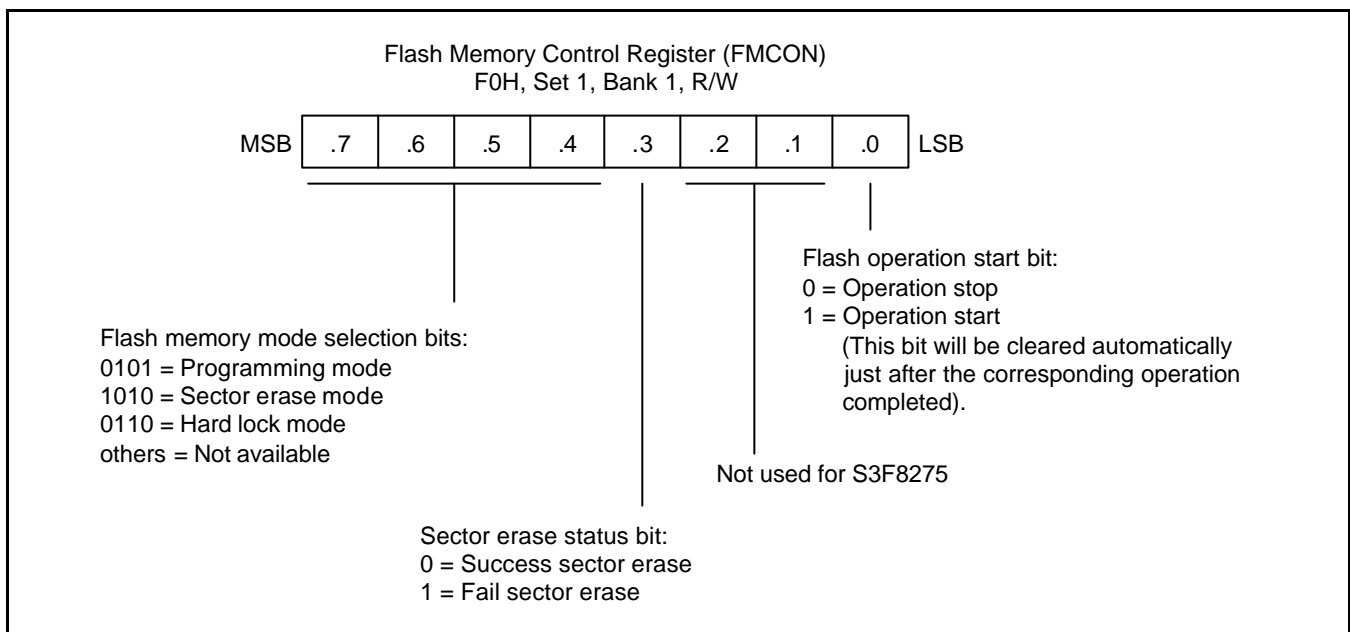 Flash Memory Control Register (FMCON)
F0H, Set 1, Bank 1, R/W
MSB .7 .6 .5 .4 .3 .2 .1 .0 LSB
Flash operation start bit:
0 = Operation stop
1 = Operation start
(This bit will be cleared automatically
just after the corresponding operation
completed).
Flash memory mode selection bits:
0101 = Programming mode
1010 = Sector erase mode
0110 = Hard lock mode
others = Not available
Not used for S3F8275
Sector erase status bit:
0 = Success sector erase
1 = Fail sector erase